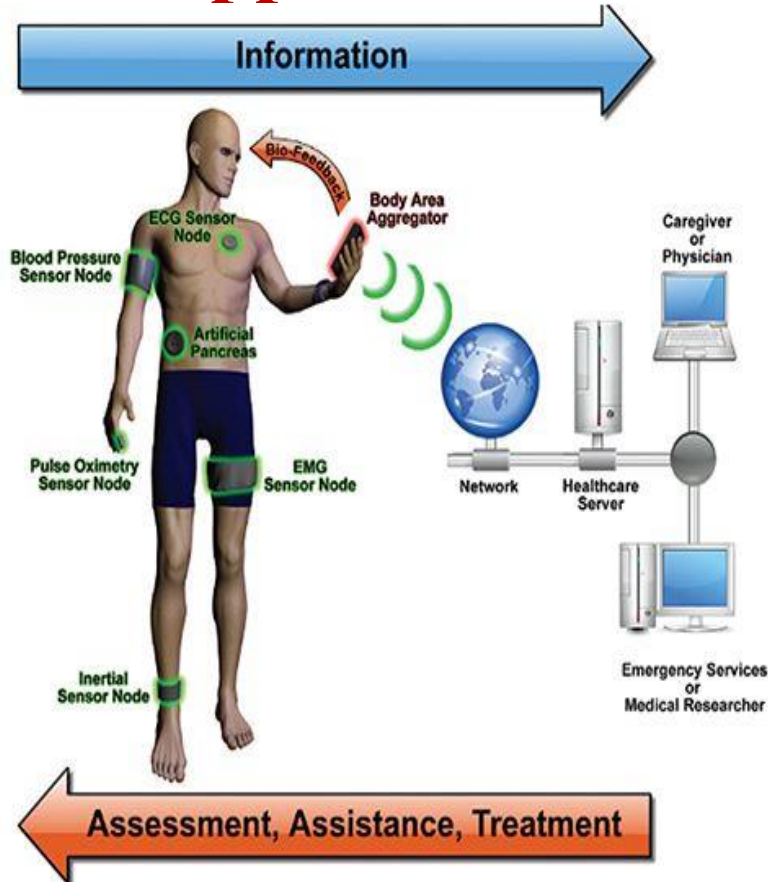 Information
Bio-Feedback
Body Area
Aggregator
ECG Sensor
Node
Blood Pressure
Sensor Node
Artificial
Pancreas
Pulse Oximetry
Sensor Node
EMG
Sensor Node
Inertial
Sensor Node
Caregiver
or
Physician
Network
Healthcare
Server
Emergency Services
or
Medical Researcher
Assessment, Assistance, Treatment